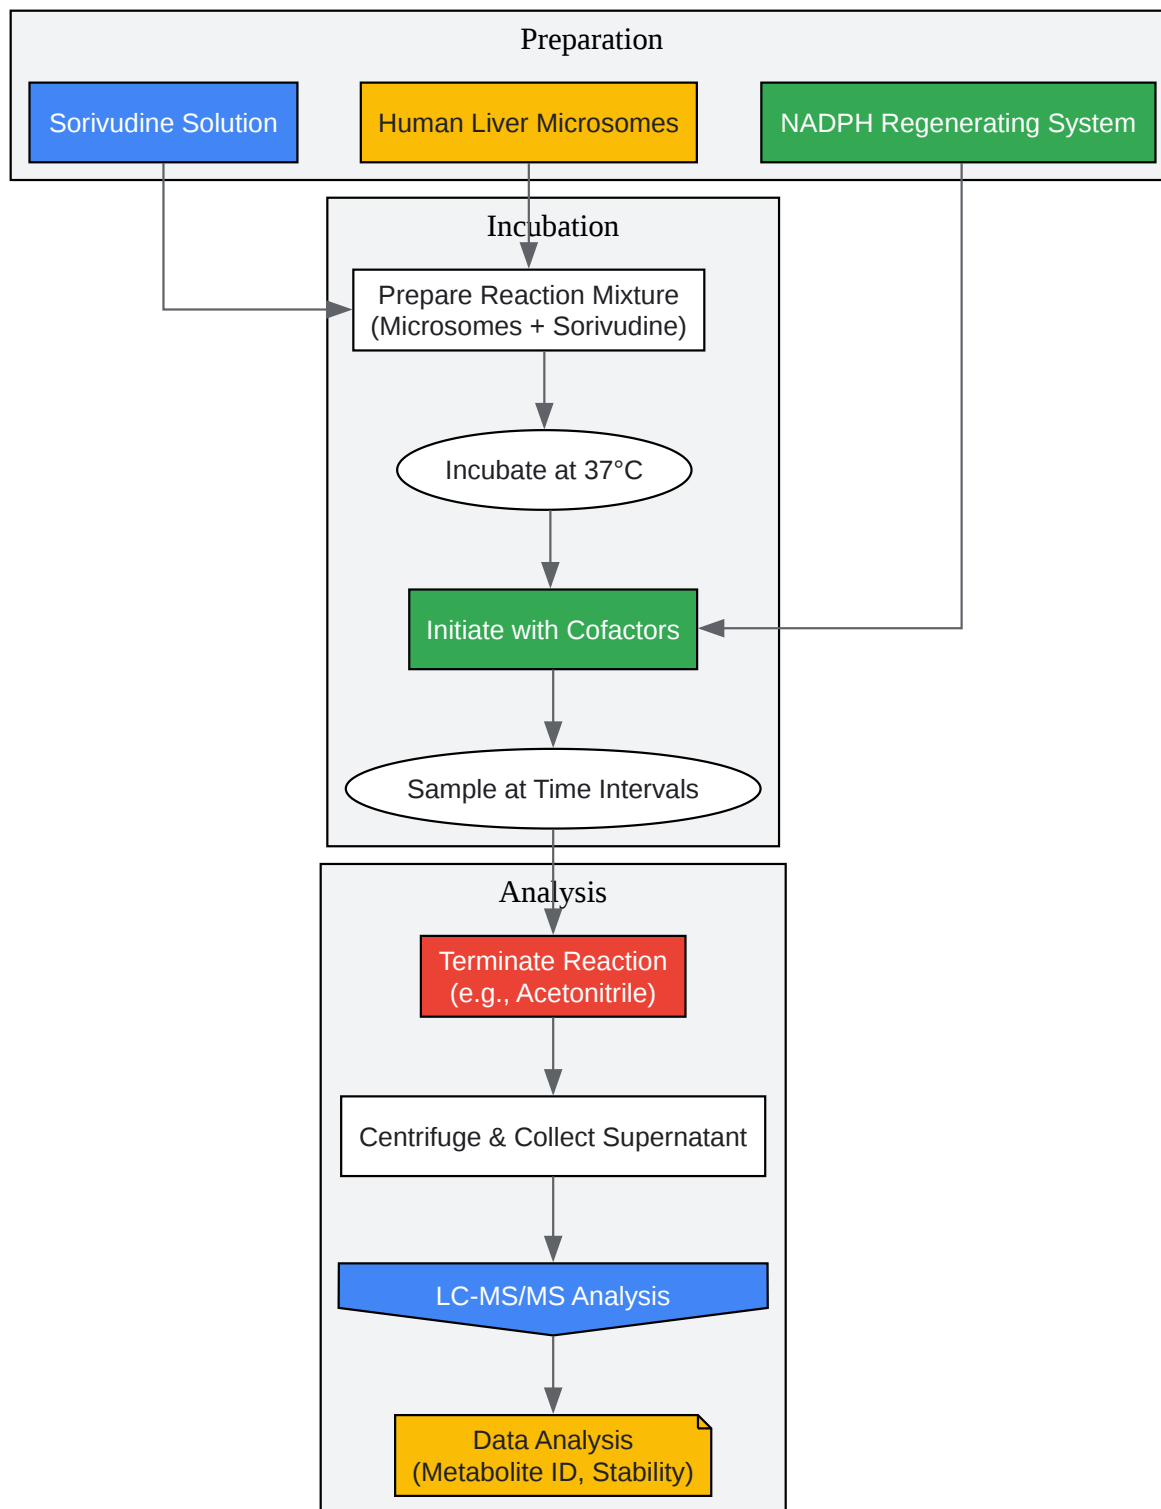 Preparation
Sorivudine Solution
Human Liver Microsomes
NADPH Regenerating System
Incubation
Prepare Reaction Mixture
(Microsomes + Sorivudine)
Incubate at 37°C
Initiate with Cofactors
Sample at Time Intervals
Analysis
Terminate Reaction
(e.g., Acetonitrile)
Centrifuge & Collect Supernatant
LC-MS/MS Analysis
Data Analysis
(Metabolite ID, Stability)